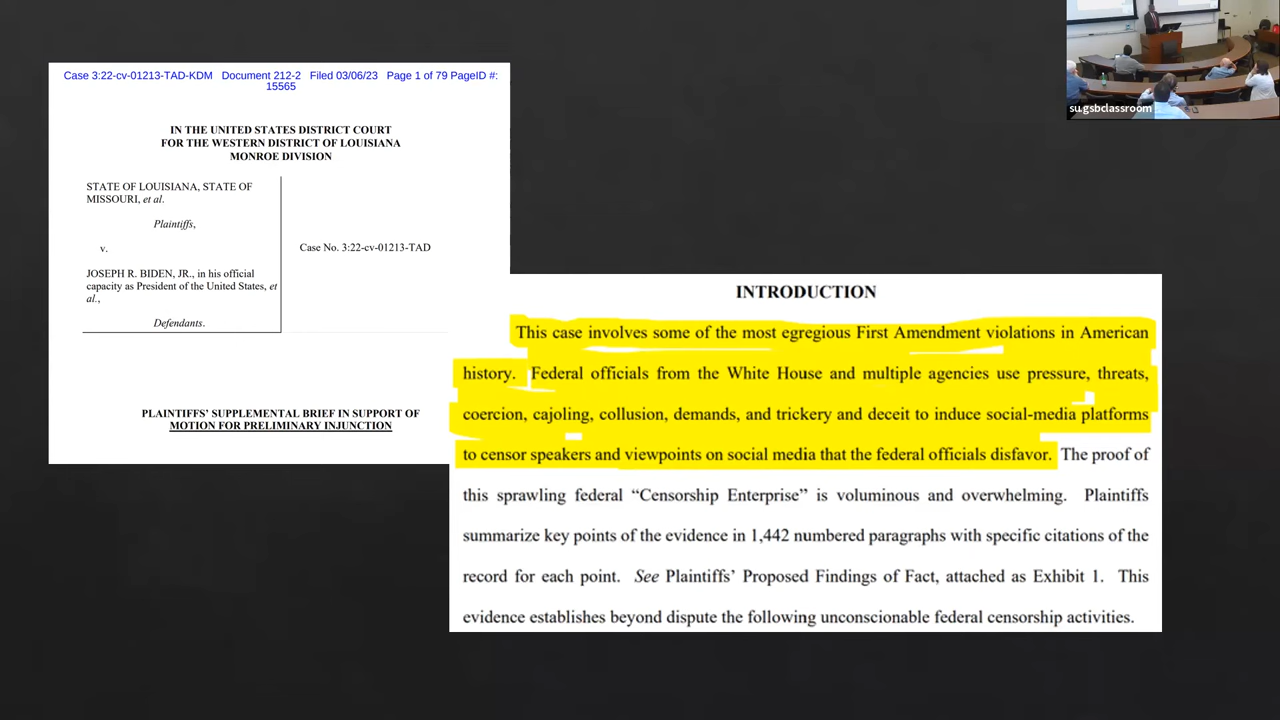 Case 3:22-cv-01213-TAD-KDM Document 212-2 Filed 03/06/23 Page 1 of 79 PageID #:
15565
IN THE UNITED STATES DISTRICT COURT
FOR THE WESTERN DISTRICT OF LOUISIANA
MONROE DIVISION
STATE OF LOUISIANA, STATE OF
MISSOURI, et al.
Plaintiffs,
v.
Case No. 3:22-cv-01213-TAD
JOSEPH R. BIDEN, JR., in his official
capacity as President of the United States, et
al.,
Defendants.
PLAINTIFFS’ SUPPLEMENTAL BRIEF IN SUPPORT OF
MOTION FOR PRELIMINARY INJUNCTION
INTRODUCTION
This case involves some of the most egregious First Amendment violations in American
history. Federal officials from the White House and multiple agencies use pressure, threats,
coercion, cajoling, collusion, demands, and trickery and deceit to induce social-media platforms
to censor speakers and viewpoints on social media that the federal officials disfavor. The proof of
this sprawling federal “Censorship Enterprise” is voluminous and overwhelming. Plaintiffs
summarize key points of the evidence in 1,442 numbered paragraphs with specific citations of the
record for each point. See Plaintiffs’ Proposed Findings of Fact, attached as Exhibit 1. This
evidence establishes beyond dispute the following unconscionable federal censorship activities.
su.gsbclassroom